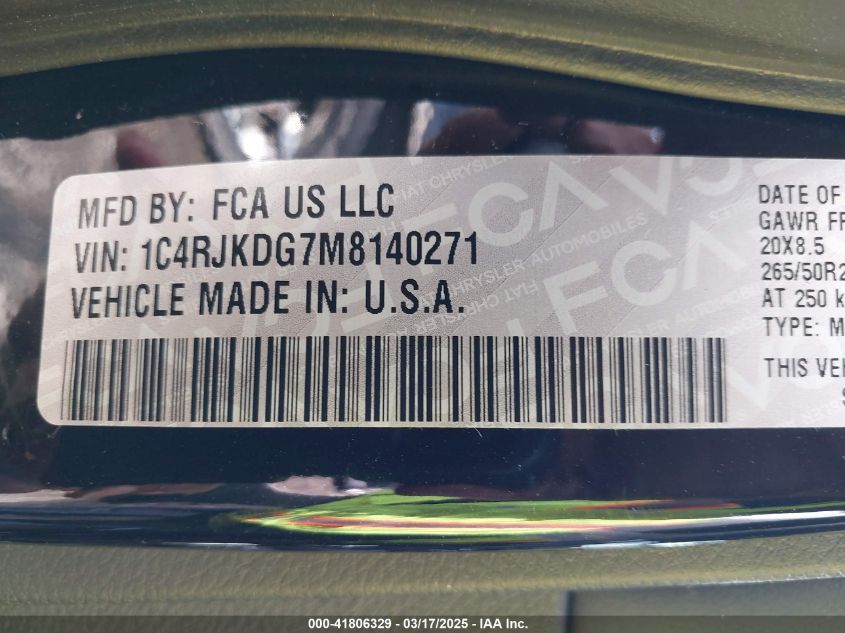 MFD BY: FCA US LLC
VIN: 1C4RJKDG7M8140271
VEHICLE MADE IN: U.S.A.
DATE OF
GAWR FR
20X8.5
265/50R2
AT 250 k
TYPE: M
THIS VEH
S
000-41806329 - 03/17/2025 - IAA Inc.